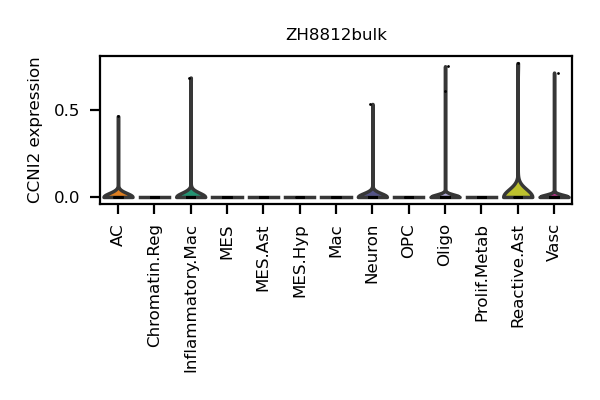 ZH8812bulk
CCNI2 expression
0.5
0.0
AC
Chromatin.Reg
Inflammatory.Mac
MES
MES.Ast
MES.Hyp
Mac
Neuron
OPC
Oligo
Prolif.Metab
Reactive.Ast
Vasc